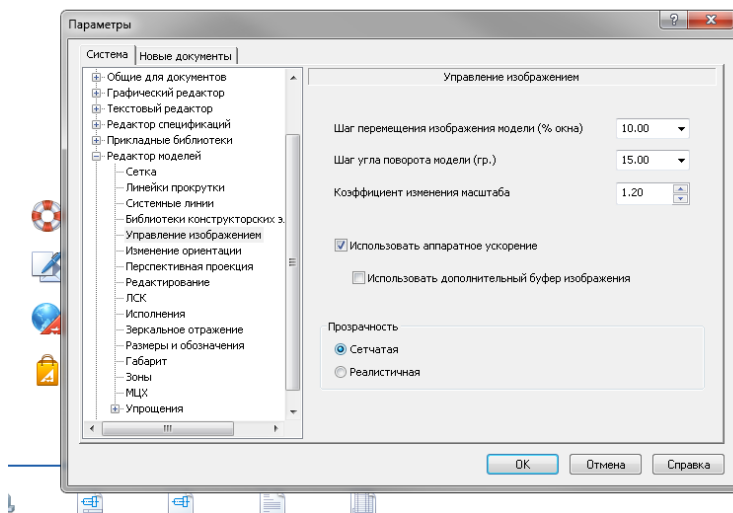 Параметры
Система
Новые документы
Общие для документов
Графический редактор
Текстовый редактор
Редактор спецификаций
Прикладные библиотеки
Редактор моделей
Сетка
Линейки прокрутки
Системные линии
Библиотеки конструкторских э.
Управление изображением
Изменение ориентации
Перспективная проекция
Редактирование
ЛСК
Исполнения
Зеркальное отражение
Размеры и обозначения
Габарит
Зоны
МЦХ
Упрощения
Управление изображением
Шаг перемещения изображения модели (% окна) 10.00
Шаг угла поворота модели (гр.) 15.00
Коэффициент изменения масштаба 1.20
Использовать аппаратное ускорение
Использовать дополнительный буфер изображения
Прозрачность
Сетчатая
Реалистичная
OK
Отмена
Справка